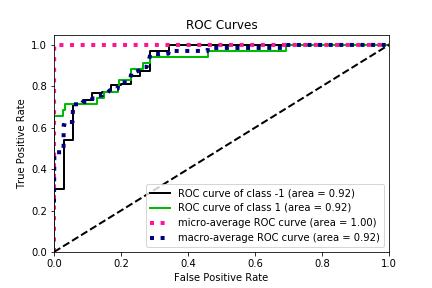 ROC Curves
True Positive Rate
1.0
0.8
0.6
0.4
0.2
0.0
ROC curve of class -1 (area = 0.92)
ROC curve of class 1 (area = 0.92)
micro-average ROC curve (area = 1.00)
macro-average ROC curve (area = 0.92)
0.0 0.2 0.4 0.6 0.8 1.0
False Positive Rate